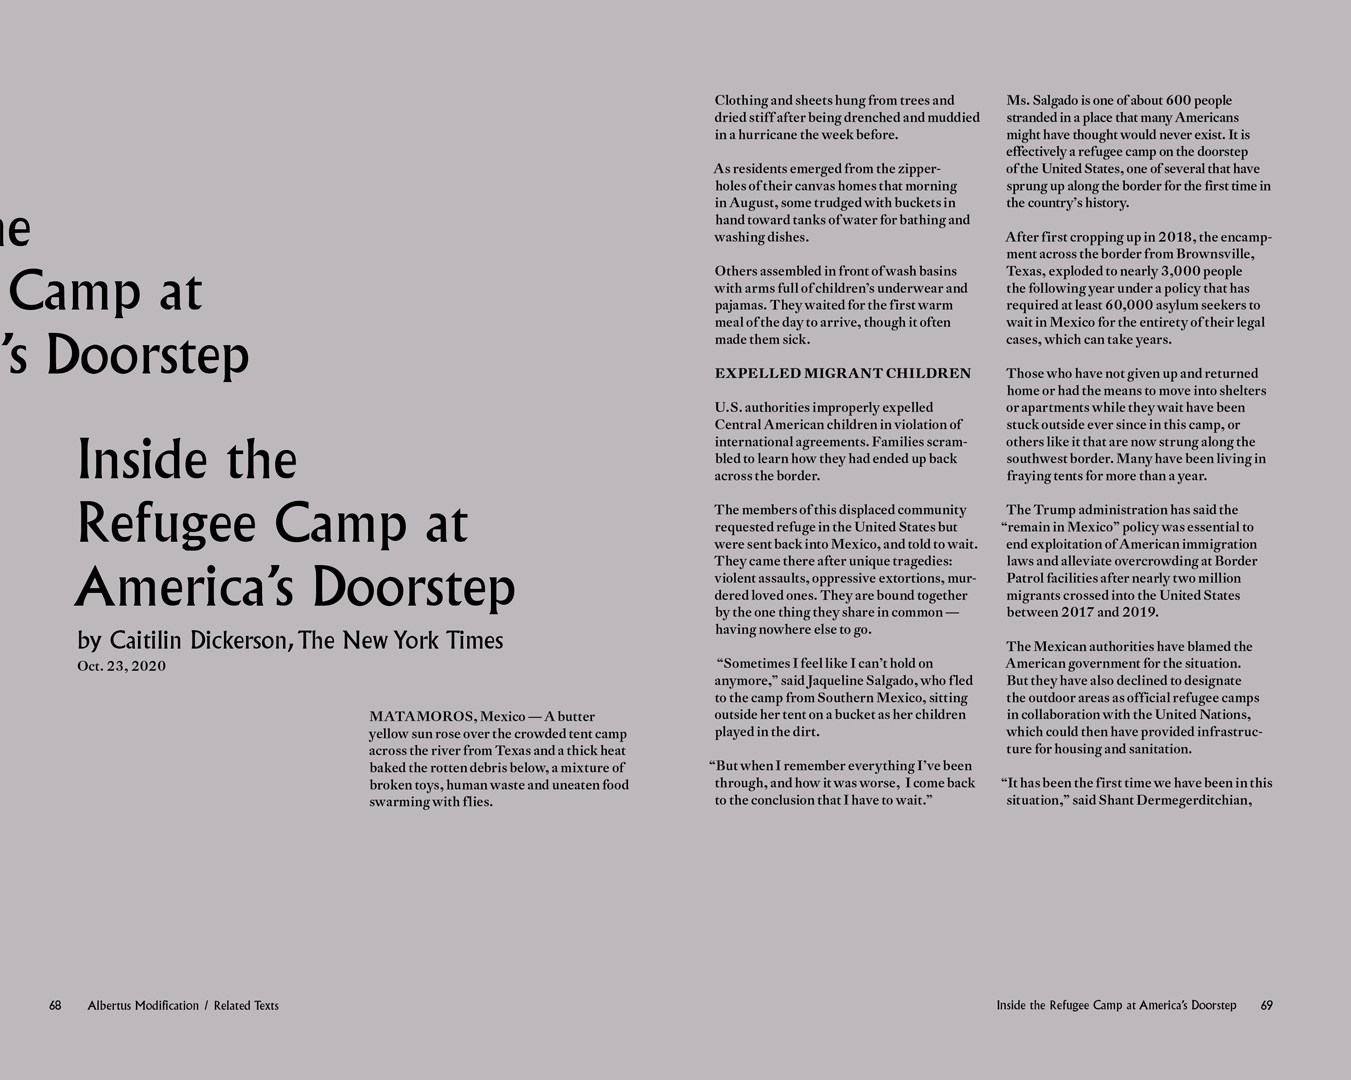 ne
Camp at
’s Doorstep
Inside the
Refugee Camp at
America’s Doorstep
by Caitilin Dickerson, The New York Times
Oct. 23, 2020
MATAMOROS, Mexico — A butter
yellow sun rose over the crowded tent camp
across the river from Texas and a thick heat
baked the rotten debris below, a mixture of
broken toys, human waste and uneaten food
swarming with flies.
Clothing and sheets hung from trees and
dried stiff after being drenched and muddied
in a hurricane the week before.
As residents emerged from the zipper-
holes of their canvas homes that morning
in August, some trudged with buckets in
hand toward tanks of water for bathing and
washing dishes.
Others assembled in front of wash basins
with arms full of children’s underwear and
pajamas. They waited for the first warm
meal of the day to arrive, though it often
made them sick.
EXPELLED MIGRANT CHILDREN
U.S. authorities improperly expelled
Central American children in violation of
international agreements. Families scram-
bled to learn how they had ended up back
across the border.
The members of this displaced community
requested refuge in the United States but
were sent back into Mexico, and told to wait.
They came there after unique tragedies:
violent assaults, oppressive extortions, mur-
dered loved ones. They are bound together
by the one thing they share in common —
having nowhere else to go.
“Sometimes I feel like I can’t hold on
anymore,” said Jaqueline Salgado, who fled
to the camp from Southern Mexico, sitting
outside her tent on a bucket as her children
played in the dirt.
“But when I remember everything I’ve been
through, and how it was worse, I come back
to the conclusion that I have to wait.”
Ms. Salgado is one of about 600 people
stranded in a place that many Americans
might have thought would never exist. It is
effectively a refugee camp on the doorstep
of the United States, one of several that have
sprung up along the border for the first time in
the country’s history.
After first cropping up in 2018, the encamp-
ment across the border from Brownsville,
Texas, exploded to nearly 3,000 people
the following year under a policy that has
required at least 60,000 asylum seekers to
wait in Mexico for the entirety of their legal
cases, which can take years.
Those who have not given up and returned
home or had the means to move into shelters
or apartments while they wait have been
stuck outside ever since in this camp, or
others like it that are now strung along the
southwest border. Many have been living in
fraying tents for more than a year.
The Trump administration has said the
“remain in Mexico” policy was essential to
end exploitation of American immigration
laws and alleviate overcrowding at Border
Patrol facilities after nearly two million
migrants crossed into the United States
between 2017 and 2019.
The Mexican authorities have blamed the
American government for the situation.
But they have also declined to designate
the outdoor areas as official refugee camps
in collaboration with the United Nations,
which could then have provided infrastruc-
ture for housing and sanitation.
“It has been the first time we have been in this
situation,” said Shant Dermegerditchian,
68 Albertus Modification / Related Texts
Inside the Refugee Camp at America’s Doorstep 69